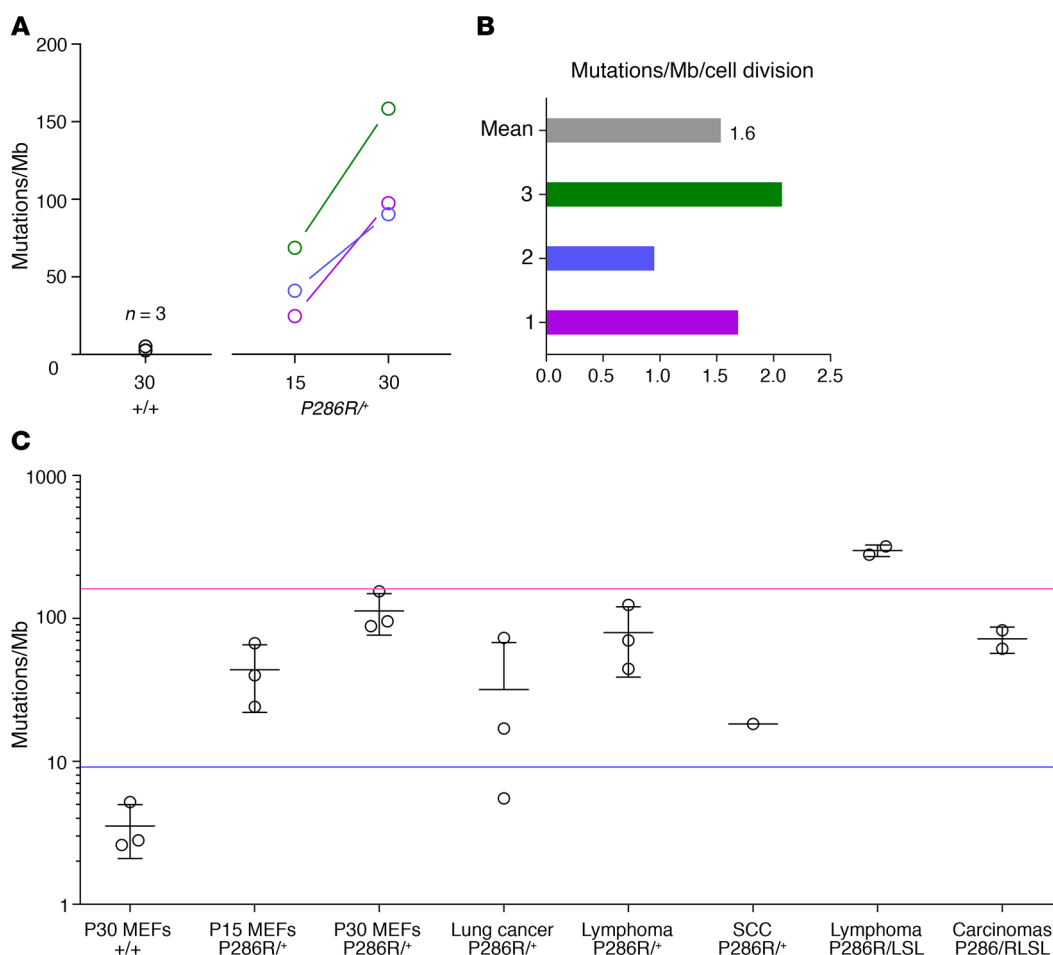 A
200
150
100
50
0
Mutations/Mb
n = 3
30
+/+
15
30
P286R/+
B
Mutations/Mb/cell division
Mean
1.6
3
2
1
0.0
0.5
1.0
1.5
2.0
2.5
C
1000
100
10
1
Mutations/Mb
P30 MEFs
+/+
P15 MEFs
P286R/+
P30 MEFs
P286R/+
Lung cancer
P286R/+
Lymphoma
P286R/+
SCC
P286R/+
Lymphoma
P286R/LSL
Carcinomas
P286/RLSL